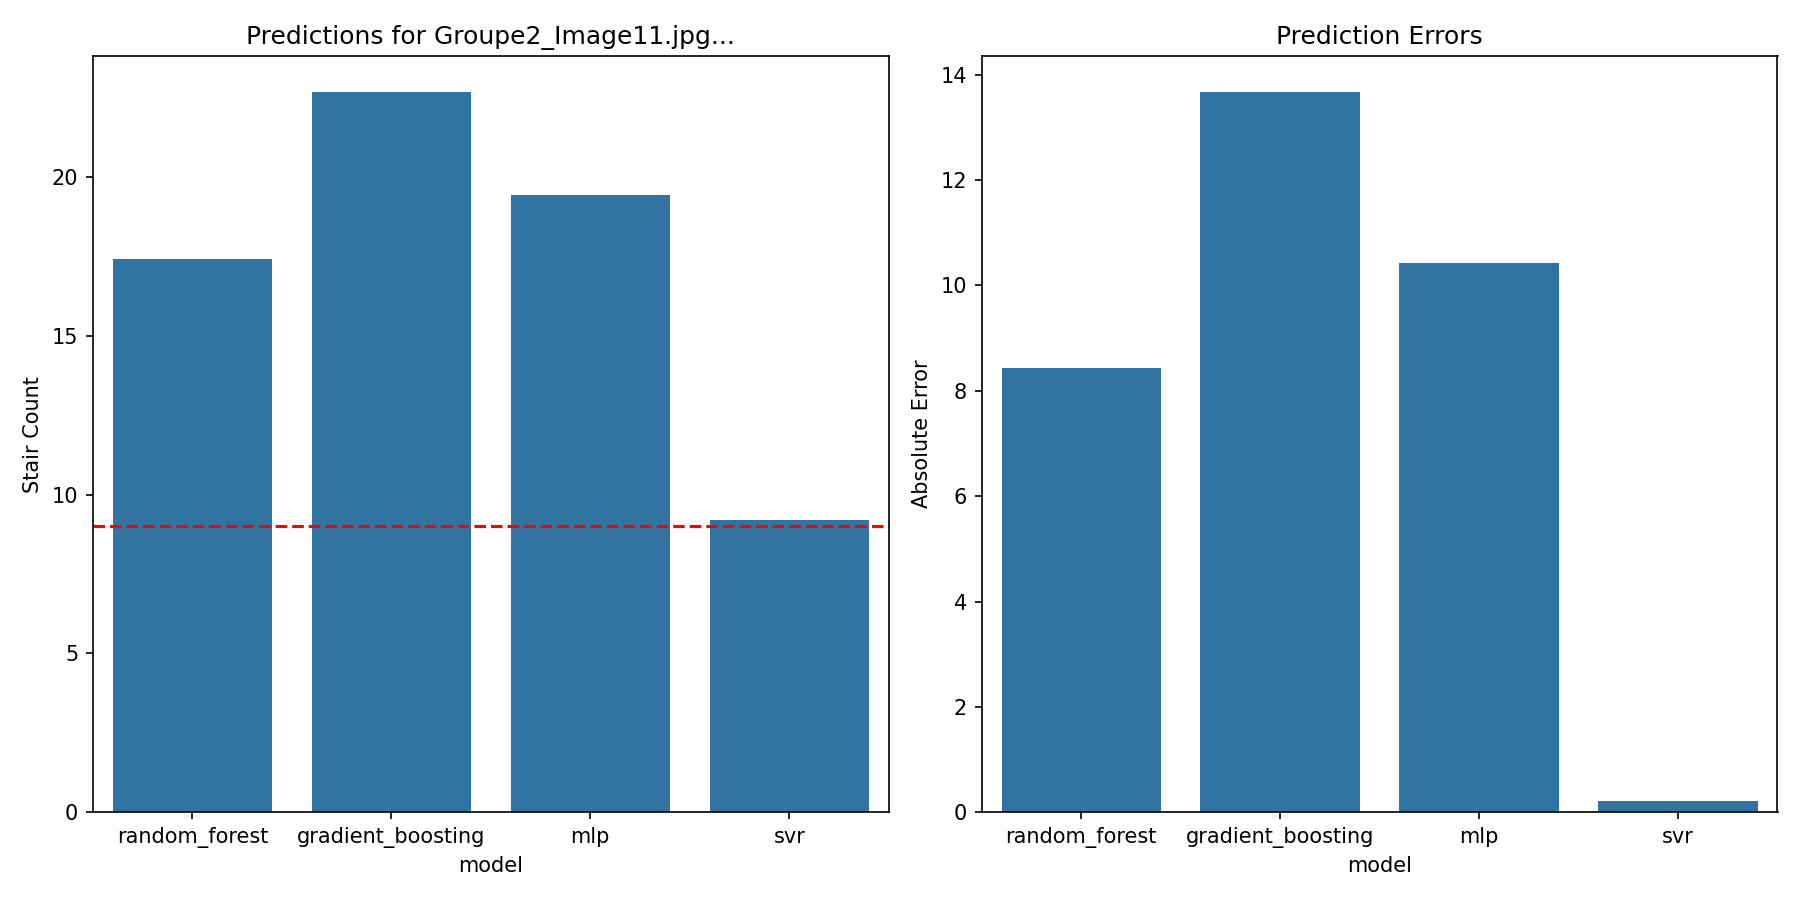 Predictions for Groupe2_Image11.jpg...
Stair Count
20
15
10
5
0
random_forest gradient_boosting mlp svr
model
Prediction Errors
Absolute Error
14
12
10
8
6
4
2
0
random_forest gradient_boosting mlp svr
model